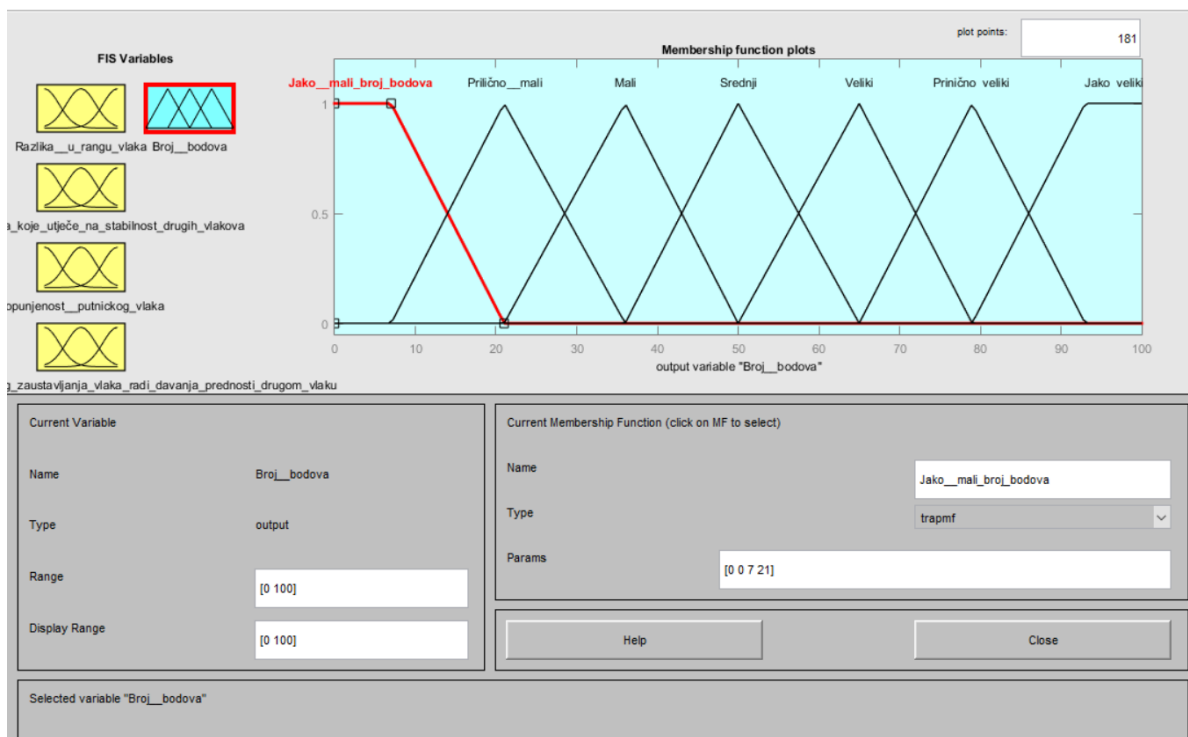 plot points:
181
FIS Variables
Membership function plots
Jako__mali_broj_bodova Prilično__mali Mali Srednji Veliki Prinično veliki Jako veliki
1
0.5
0
0 10 20 30 40 50 60 70 80 90 100
output variable "Broj__bodova"
Razlika__u_rangu_vlaka Broj__bodova
a_koje_utječe_na_stabilnost_drugih_vlakova
opunjenost__putnickog_vlaka
g_zaustavljanja_vlaka_radi_davanja_prednosti_drugom_vlaku
Current Variable
Name Broj__bodova
Type output
Range [0 100]
Display Range [0 100]
Current Membership Function (click on MF to select)
Name Jako__mali_broj_bodova
Type trapmf
Params [0 0 7 21]
Help Close
Selected variable "Broj__bodova"